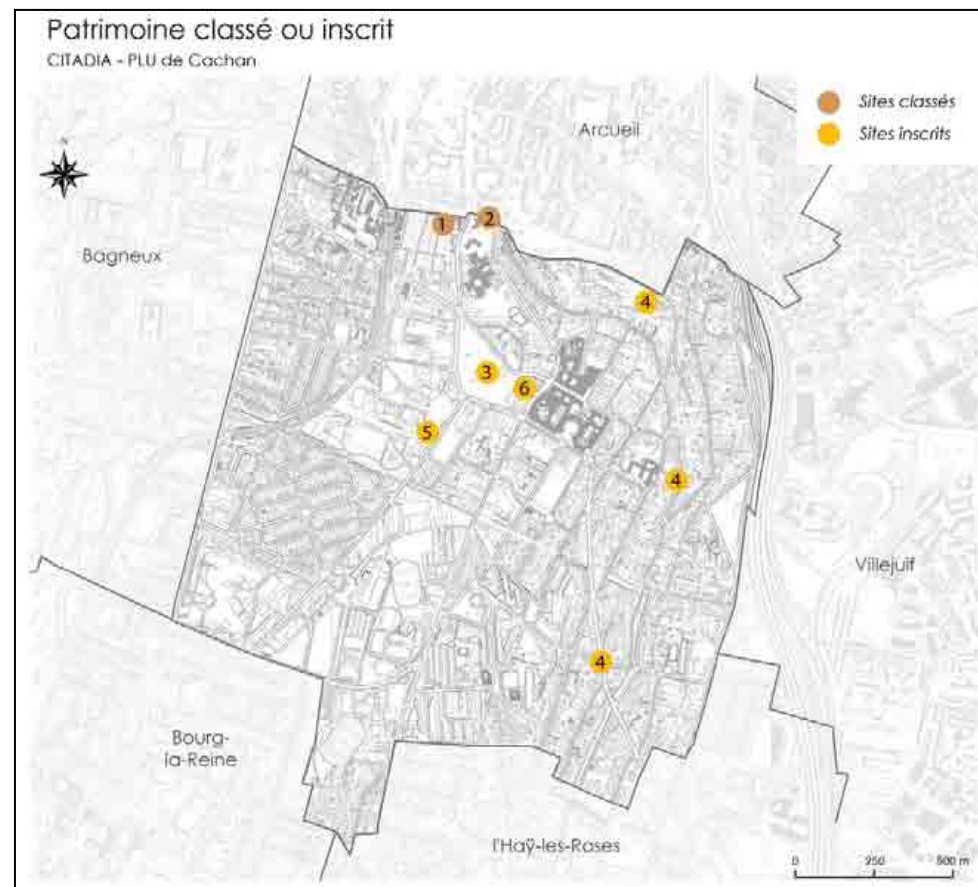 Patrimoine classé ou inscrit
CITADIA - PLU de Cachan
Sites classés
Sites inscrits
Arcueil
N
Bagneux
1
2
4
3
6
5
4
Villejuif
4
Bourg-
la-Reine
l'Haÿ-les-Roses
0 250 500 m